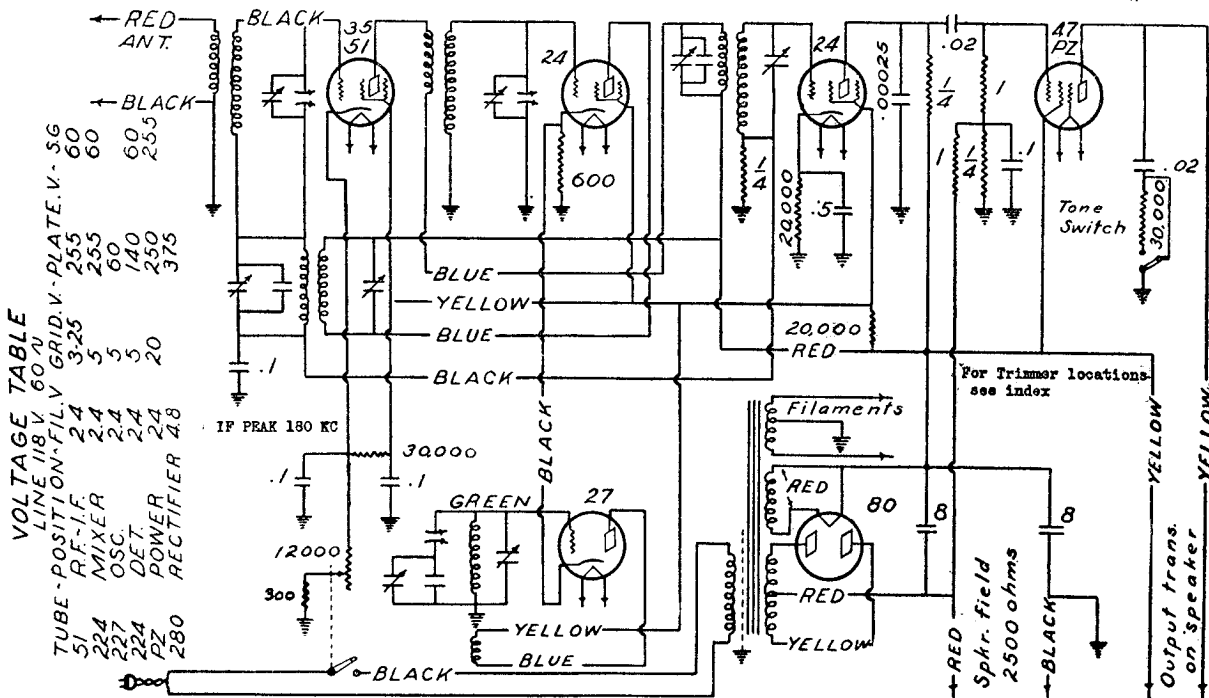 RED BLACK
ANT.
BLACK
35
51
24
600
24
1/4
20,000
.5
.00025
1/4
.02
1
1
1/4
.1
47
PZ
.02
30,000
Tone
Switch
BLUE
YELLOW
BLUE
20,000
RED
BLACK
.1
IF PEAK 180 KC
For Trimmer locations
see index
30,000
.1
.1
BLACK
Filaments
RED
80
8
8
GREEN
27
12000
300
RED
YELLOW
YELLOW
BLUE
BLACK
RED
Spkr. field
2500 ohms
BLACK
YELLOW
YELLOW
Output trans.
on speaker
VOLTAGE TABLE
LINE 118 V. 60 ~
TUBE-POSITION-FIL.V GRID.V.-PLATE.V.-S.G
51 R.F.-I.F. 2.4 3-25 255 60
224 MIXER 2.4 5 255 60
227 OSC. 2.4 5 60
224 DET. 2.4 5 140 60
PZ POWER 2.4 20 250 255
280 RECTIFIER 4.8 375